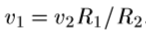 v₁ = v₂R₁/R₂.